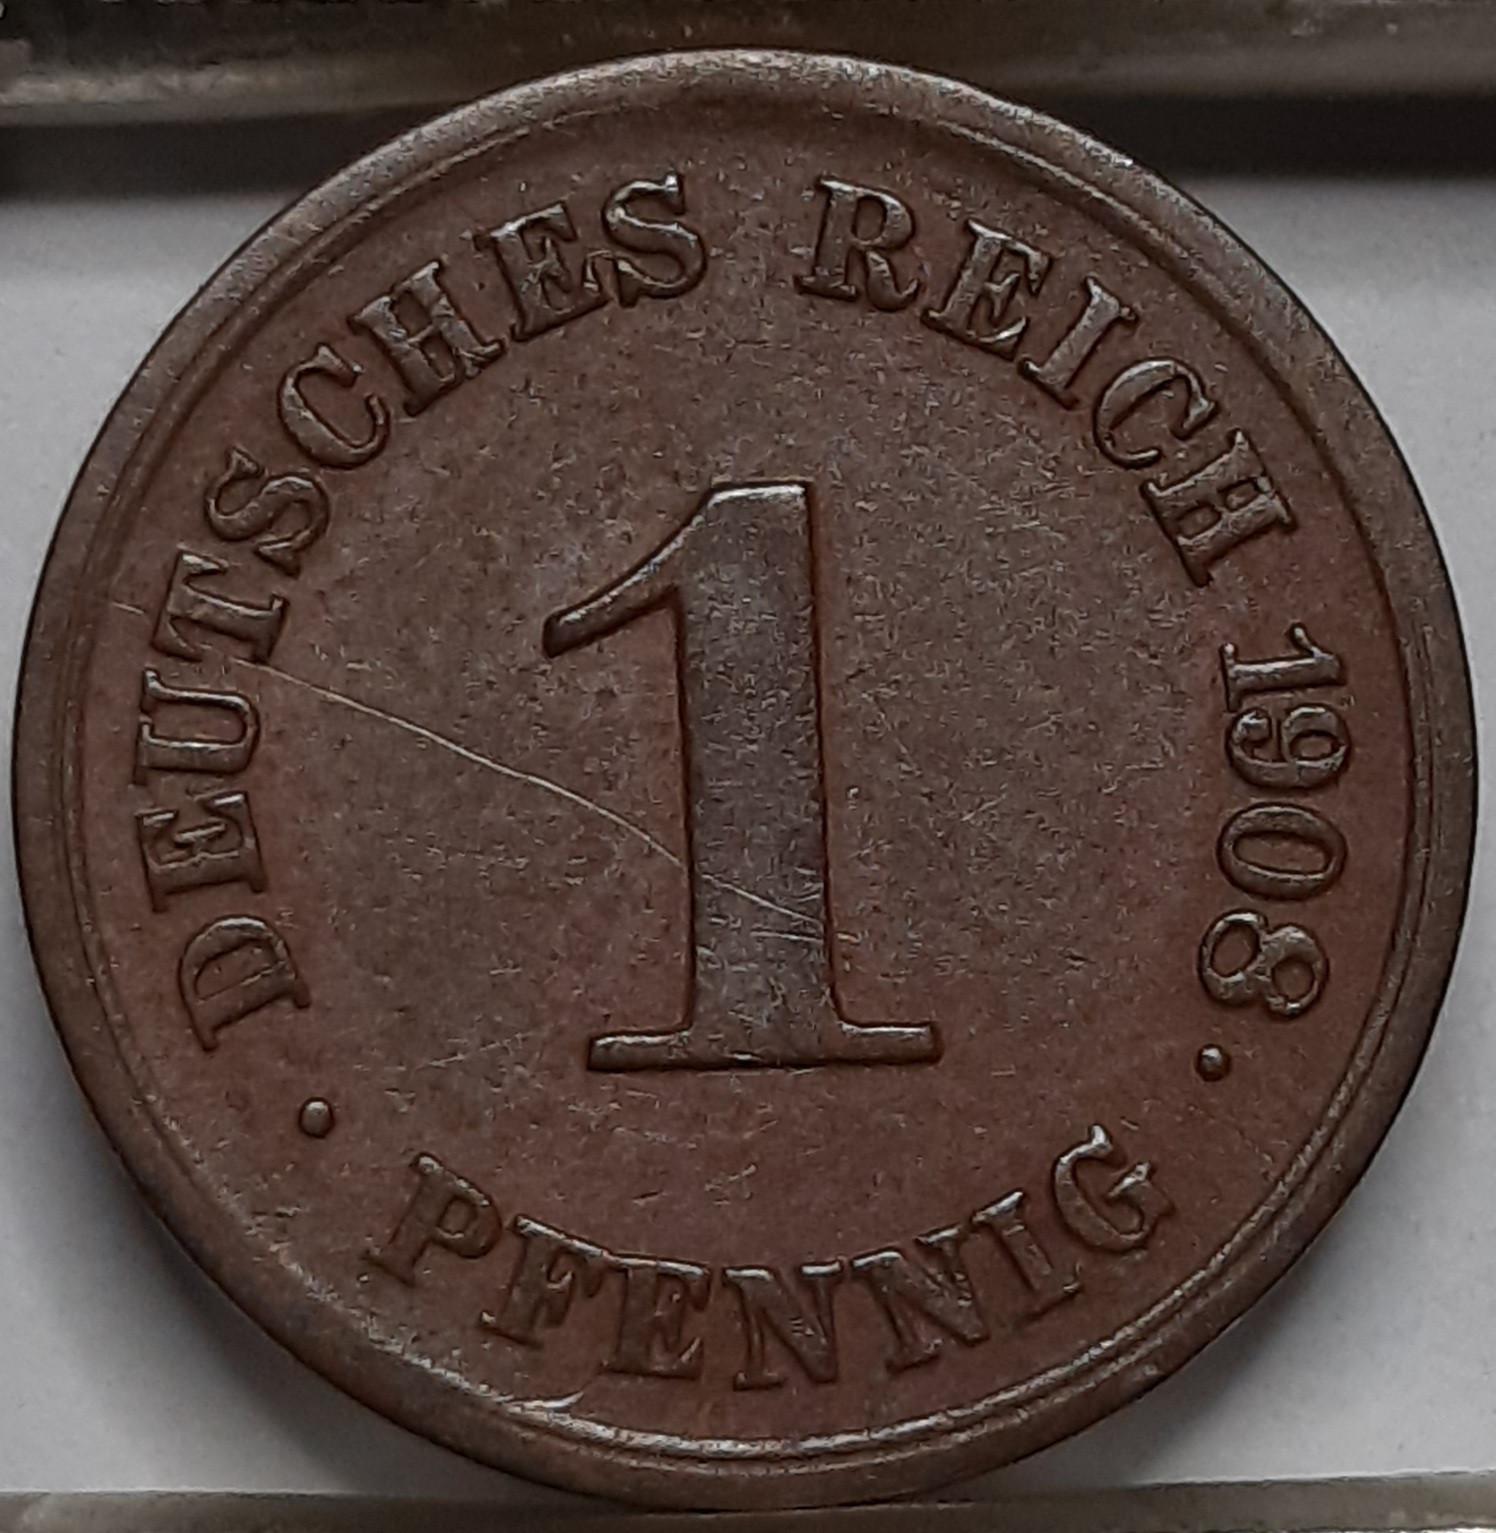 DEUTSCHES REICH 1908
1
· PFENNIG ·